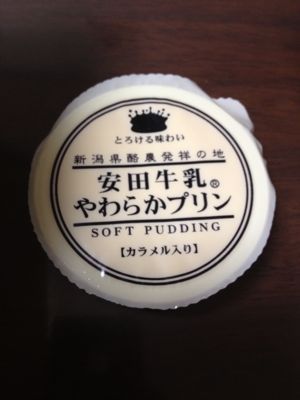 とろける味わい
新潟県酪農発祥の地
安田牛乳®
やわらかプリン
SOFT PUDDING
【カラメル入り】